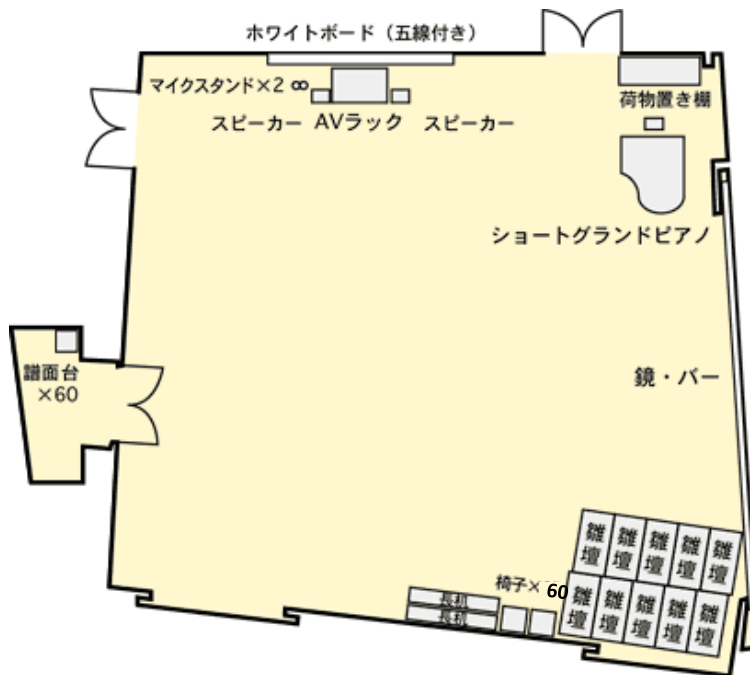 ホワイトボード（五線付き）
マイクスタンド×2
スピーカー
AVラック
スピーカー
荷物置き棚
ショートグランドピアノ
譜面台
×60
鏡・バー
雛壇
雛壇
雛壇
雛壇
雛壇
椅子×60
長机
長机
雛壇
雛壇
雛壇
雛壇
雛壇